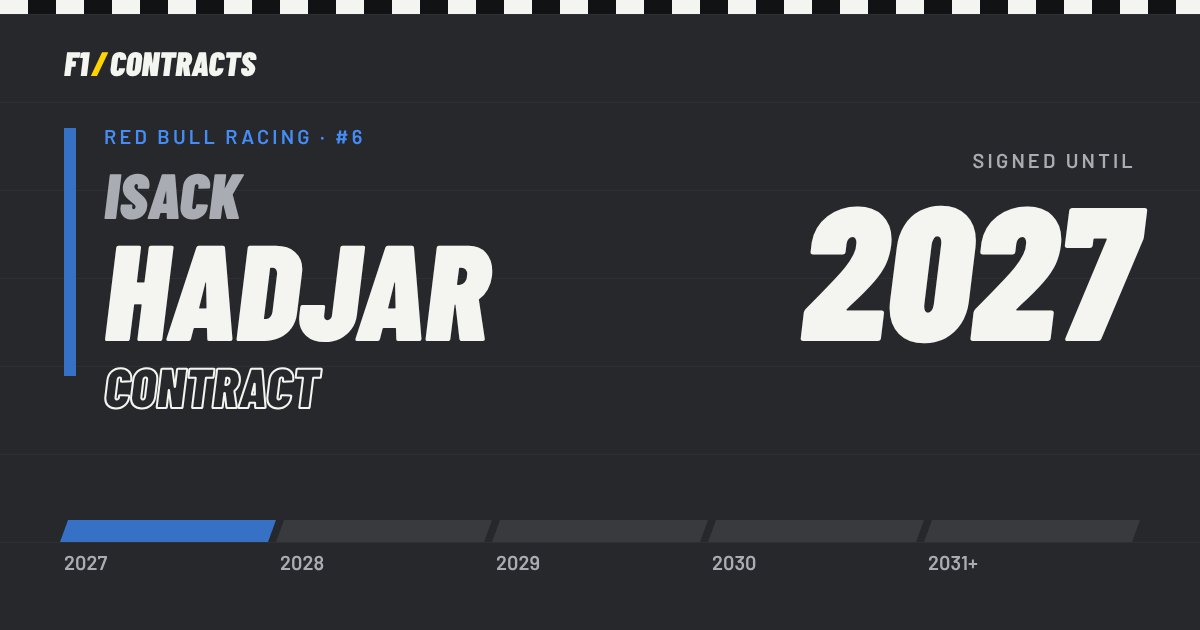 F1/CONTRACTS
RED BULL RACING · #6
ISACK
HADJAR
CONTRACT
SIGNED UNTIL
2027
2027 2028 2029 2030 2031+